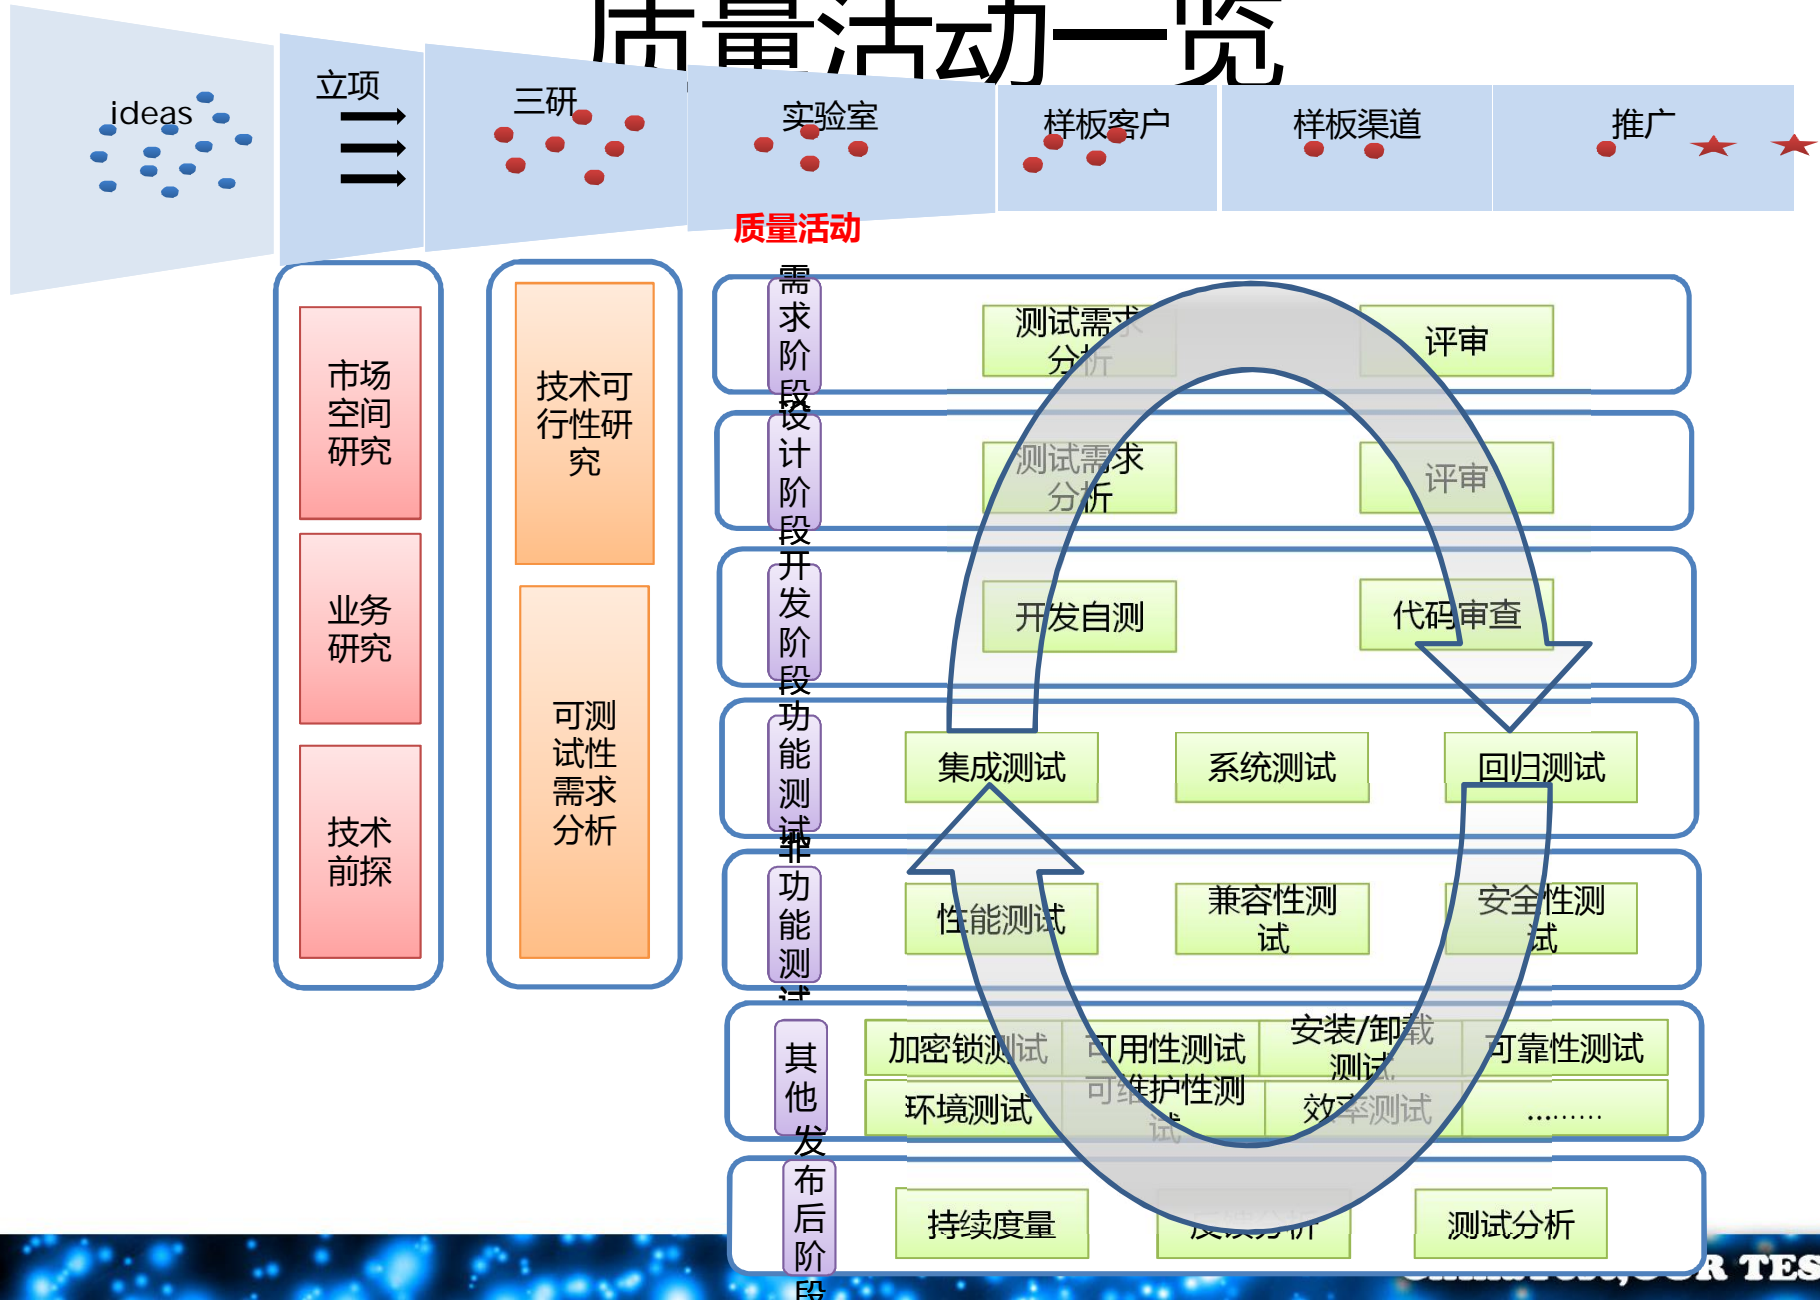 质量活动一览
ideas
立项
三研
实验室
样板客户
样板渠道
推广
质量活动
市场
空间
研究
业务
研究
技术
前探
技术可
行性研
究
可测
试性
需求
分析
需
求
阶
段
测试需求
分析
评审
设
计
阶
段
测试需求
分析
评审
开
发
阶
段
开发自测
代码审查
功
能
测
试
集成测试
系统测试
回归测试
非
功
能
测
试
性能测试
兼容性测
试
安全性测
试
其
他
加密锁测试
可用性测试
安装/卸载
测试
可靠性测试
环境测试
可维护性测
试
效率测试
...……
发
布
后
阶
段
持续度量
反馈分析
测试分析
OUR TES